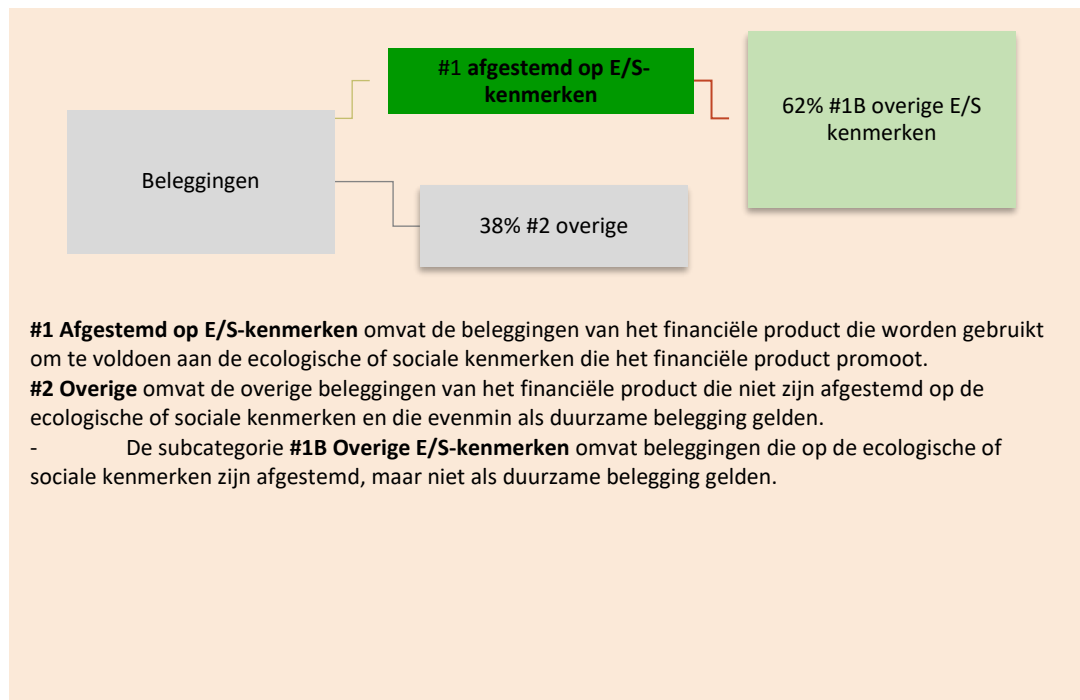 #1 afgestemd op E/S-
kenmerken
62% #1B overige E/S
kenmerken
Beleggingen
38% #2 overige
#1 Afgestemd op E/S-kenmerken omvat de beleggingen van het financiële product die worden gebruikt
om te voldoen aan de ecologische of sociale kenmerken die het financiële product promoot.
#2 Overige omvat de overige beleggingen van het financiële product die niet zijn afgestemd op de
ecologische of sociale kenmerken en die evenmin als duurzame belegging gelden.
- De subcategorie #1B Overige E/S-kenmerken omvat beleggingen die op de ecologische of
sociale kenmerken zijn afgestemd, maar niet als duurzame belegging gelden.